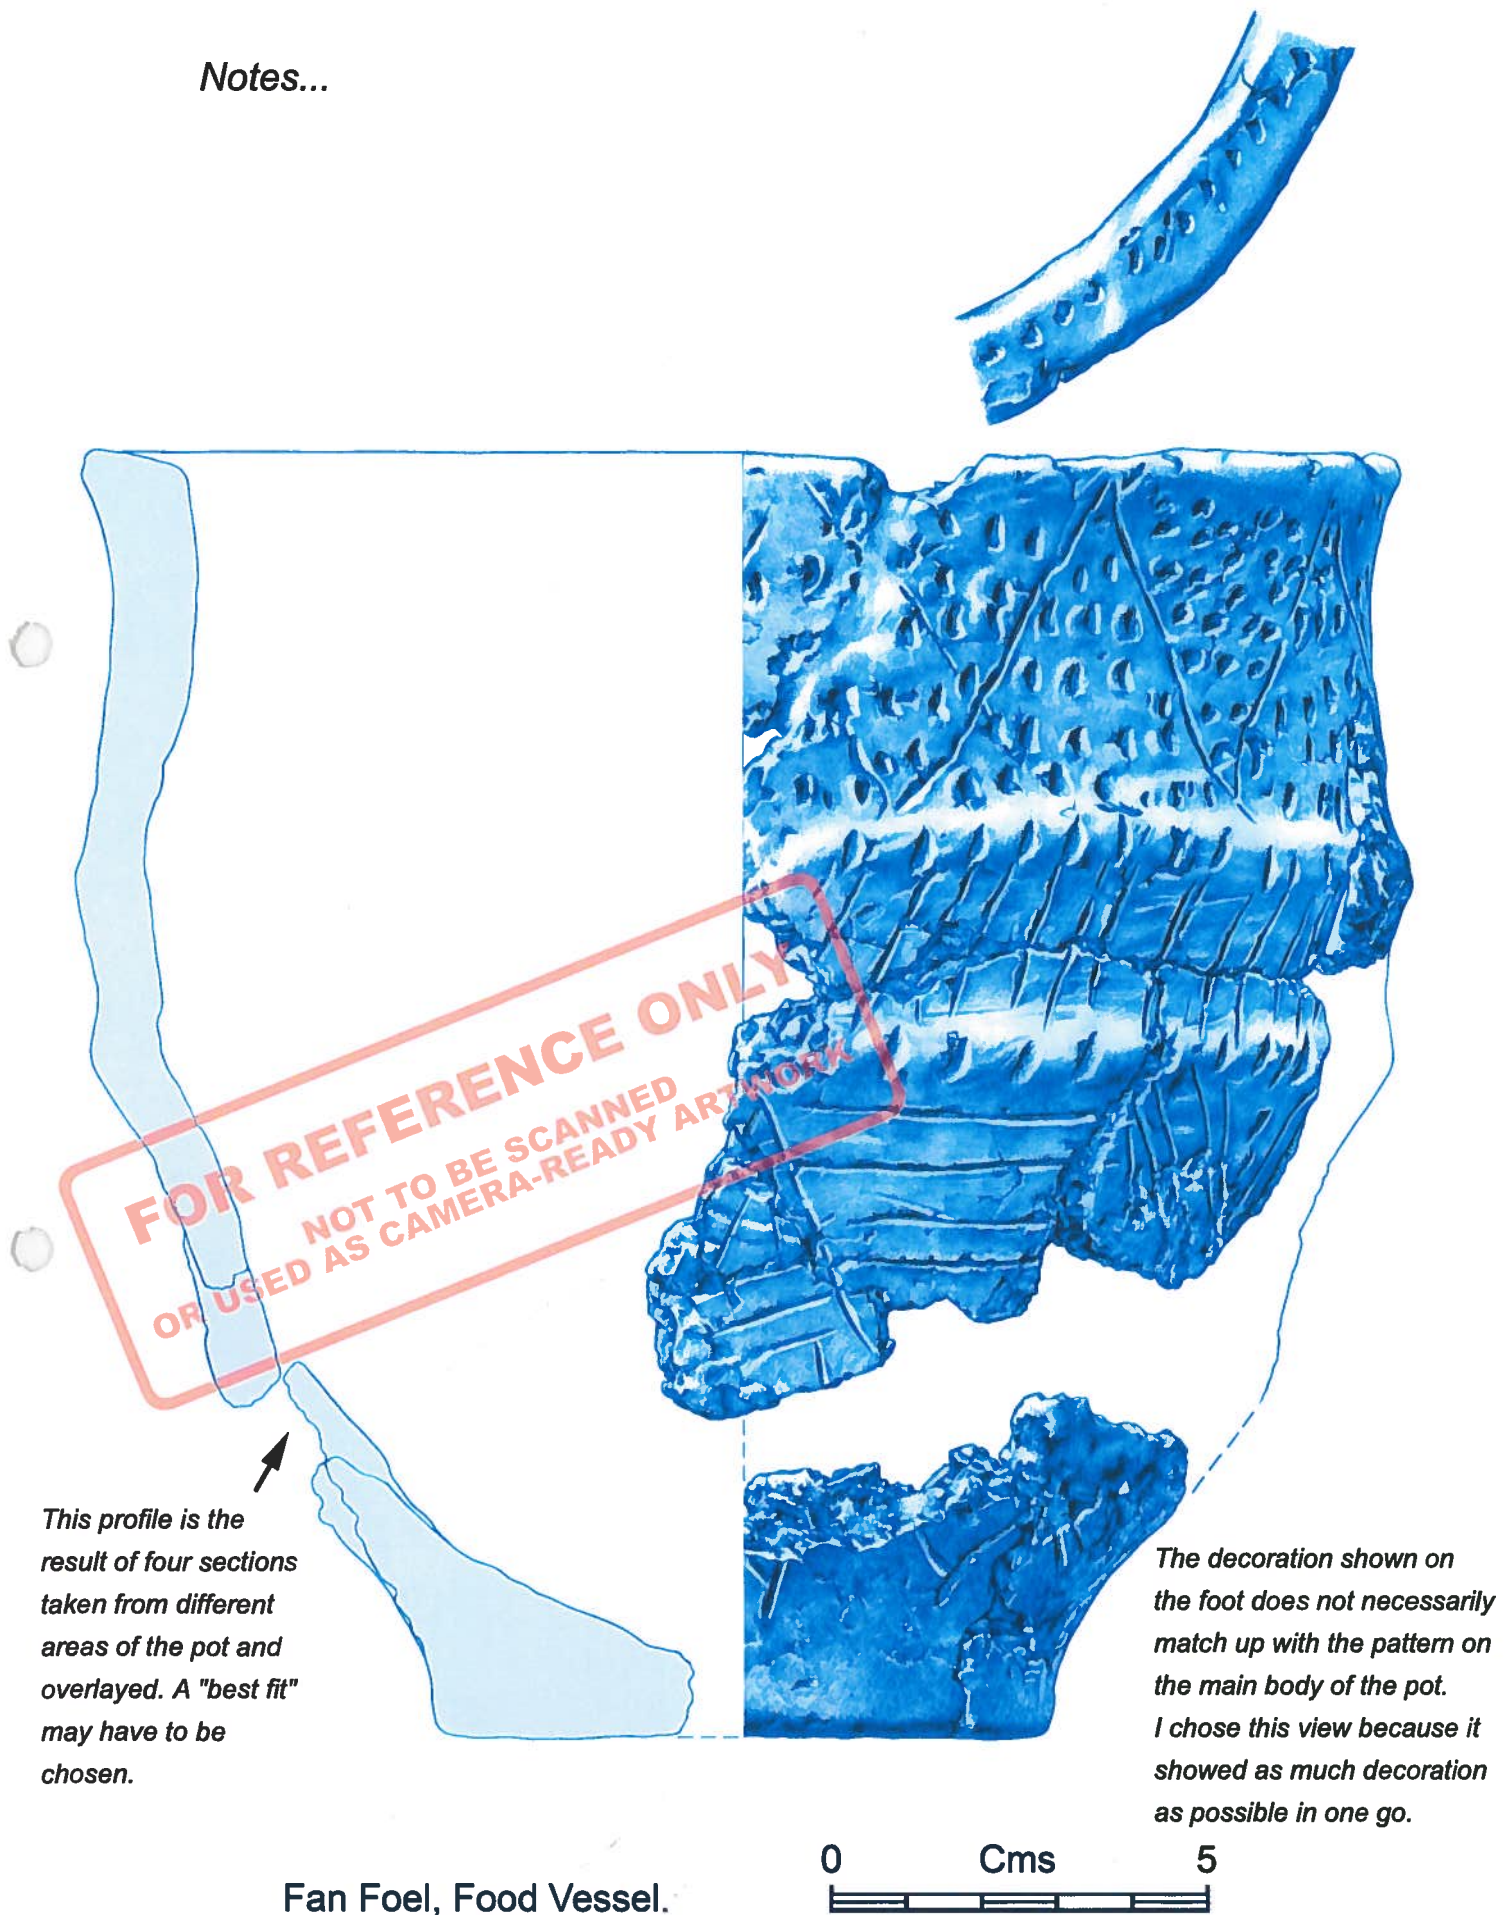 Notes...
FOR REFERENCE ONLY
NOT TO BE SCANNED
OR USED AS CAMERA-READY ARTWORK
This profile is the
result of four sections
taken from different
areas of the pot and
overlayed. A "best fit"
may have to be
chosen.
The decoration shown on
the foot does not necessarily
match up with the pattern on
the main body of the pot.
I chose this view because it
showed as much decoration
as possible in one go.
0 Cms 5
Fan Foel, Food Vessel.